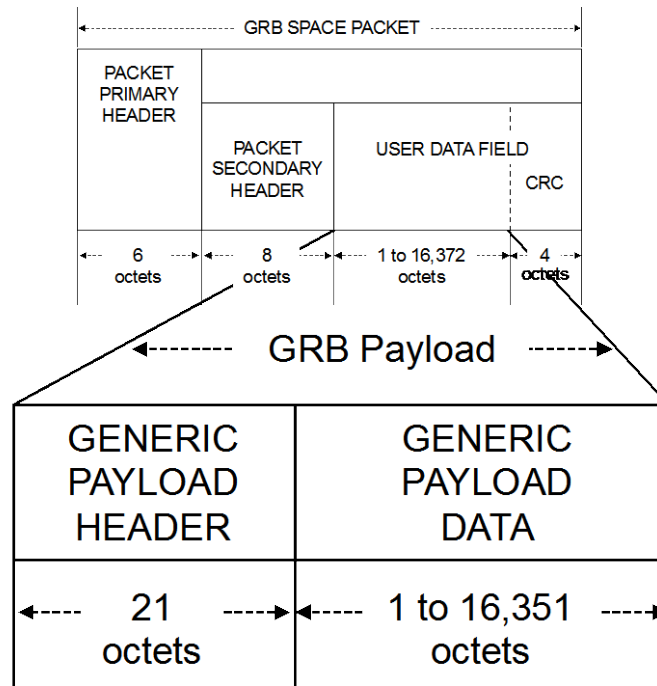 GRB SPACE PACKET
PACKET
PRIMARY
HEADER
PACKET
SECONDARY
HEADER
USER DATA FIELD
CRC
6
octets
8
octets
1 to 16,372
octets
4
octets
GRB Payload
GENERIC
PAYLOAD
HEADER
GENERIC
PAYLOAD
DATA
21
octets
1 to 16,351
octets